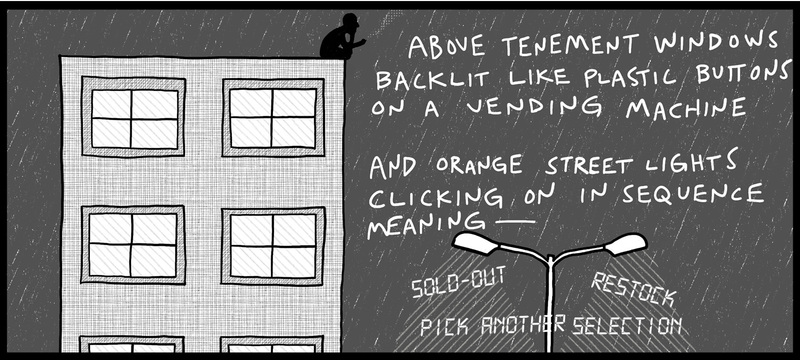 ABOVE TENEMENT WINDOWS
BACKLIT LIKE PLASTIC BUTTONS
ON A VENDING MACHINE
AND ORANGE STREET LIGHTS
CLICKING ON IN SEQUENCE
MEANING —
SOLD-OUT
RESTOCK
PICK ANOTHER SELECTION